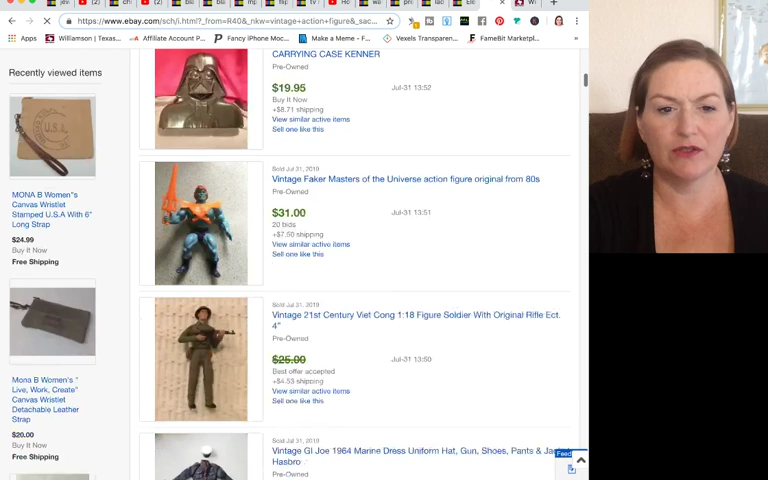 https://www.ebay.com/sch/i.html?_from=R40&_nkw=vintage+action+figure&_sac...
Apps
Williamson | Texas...
Affiliate Account P...
Fancy iPhone Moc...
Make a Meme - F...
Vexels Transparen...
FameBit Marketpl...
Recently viewed items
MONA B Women"s
Canvas Wristlet
Stamped U.S.A With 6"
Long Strap
$24.99
Buy It Now
Free Shipping
Mona B Women's "
Live, Work, Create"
Canvas Wristlet
Detachable Leather
Strap
$20.00
Buy It Now
Free Shipping
CARRYING CASE KENNER
Pre-Owned
$19.95
Jul-31 13:52
Buy It Now
+$8.71 shipping
View similar active items
Sell one like this
Sold Jul 31, 2019
Vintage Faker Masters of the Universe action figure original from 80s
Pre-Owned
$31.00
Jul-31 13:51
20 bids
+$7.50 shipping
View similar active items
Sell one like this
Sold Jul 31, 2019
Vintage 21st Century Viet Cong 1:18 Figure Soldier With Original Rifle Ect.
4"
Pre-Owned
$25.00
Jul-31 13:50
Best offer accepted
+$4.53 shipping
View similar active items
Sell one like this
Sold Jul 31, 2019
Vintage GI Joe 1964 Marine Dress Uniform Hat, Gun, Shoes, Pants &
Hasbro
Feed
U.S.A.